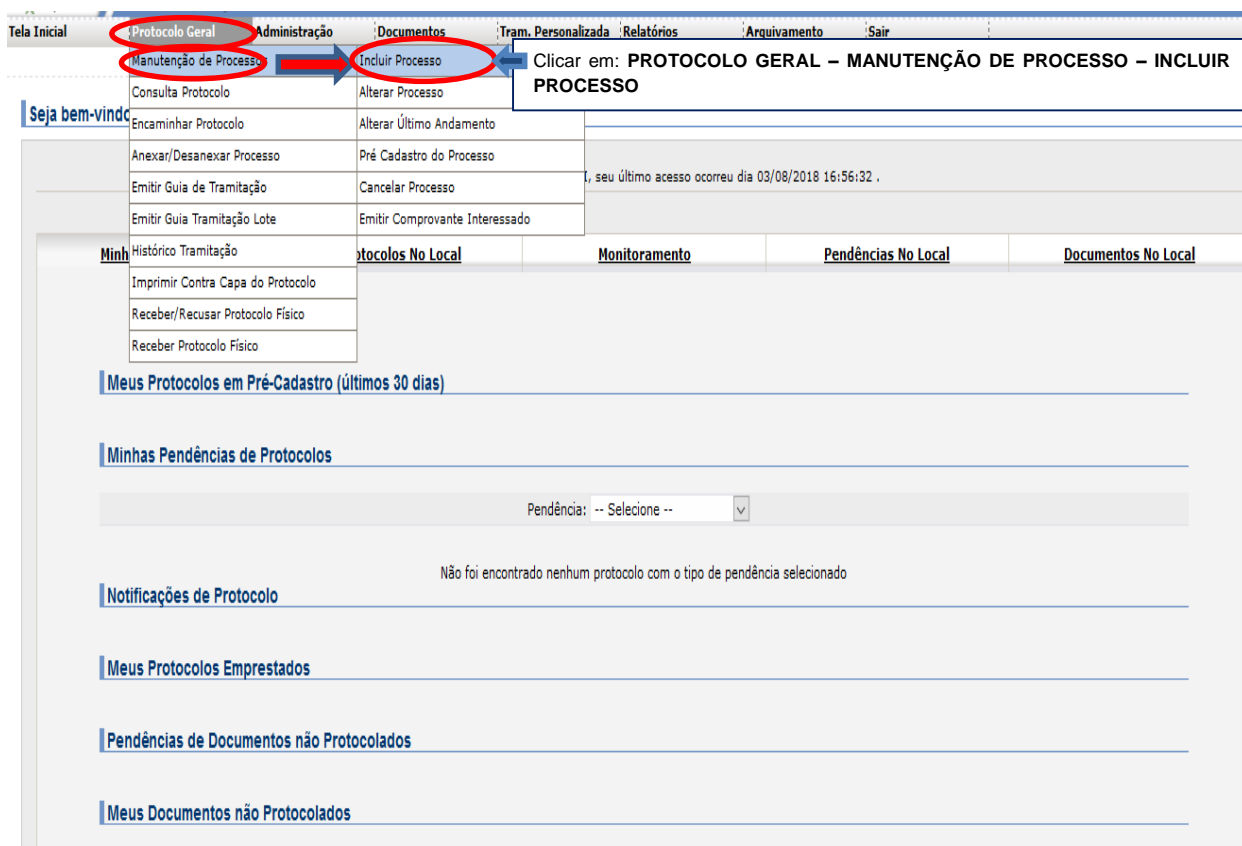 Tela Inicial Protocolo Geral Administração Documentos Tram. Personalizada Relatórios Arquivamento Sair
Manutenção de Processos Incluir Processo
Clicar em: PROTOCOLO GERAL – MANUTENÇÃO DE PROCESSO – INCLUIR
PROCESSO
Consulta Protocolo Alterar Processo
Seja bem-vindo
Encaminhar Protocolo Alterar Último Andamento
Anexar/Desanexar Processo Pré Cadastro do Processo
, seu último acesso ocorreu dia 03/08/2018 16:56:32 .
Emitir Guia de Tramitação Cancelar Processo
Emitir Guia Tramitação Lote Emitir Comprovante Interessado
Minh Histórico Tramitação otocolos No Local Monitoramento Pendências No Local Documentos No Local
Imprimir Contra Capa do Protocolo
Receber/Recusar Protocolo Físico
Receber Protocolo Físico
Meus Protocolos em Pré-Cadastro (últimos 30 dias)
Minhas Pendências de Protocolos
Pendência: -- Selecione --
Não foi encontrado nenhum protocolo com o tipo de pendência selecionado
Notificações de Protocolo
Meus Protocolos Emprestados
Pendências de Documentos não Protocolados
Meus Documentos não Protocolados